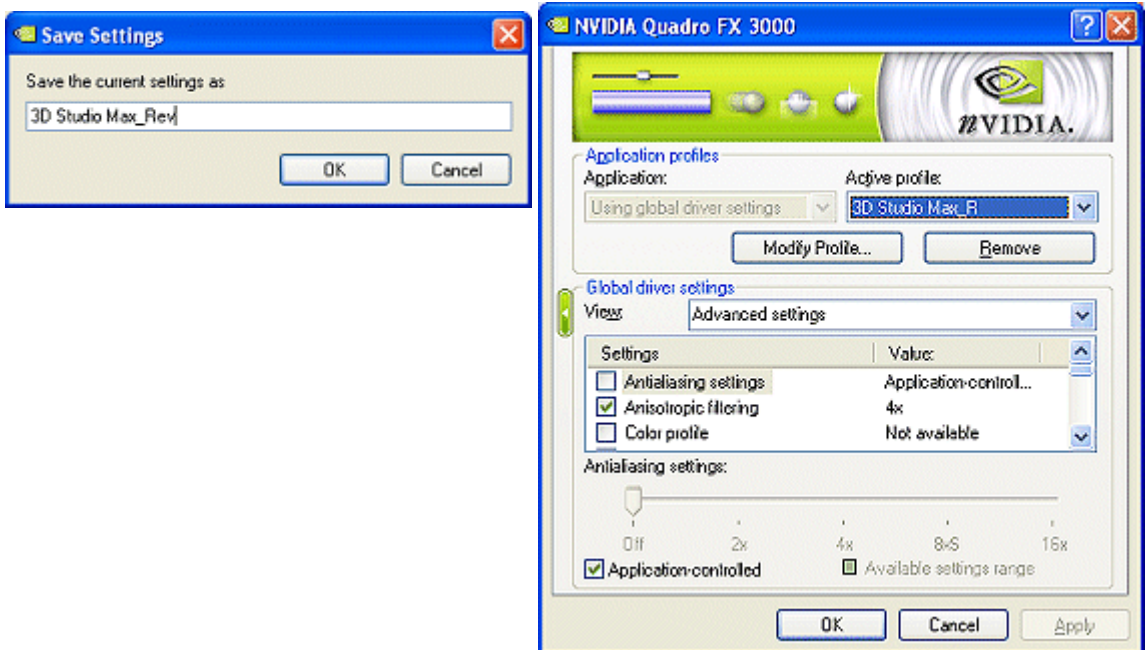 Save Settings
Save the current settings as
3D Studio Max_Rev
OK Cancel
NVIDIA Quadro FX 3000
nVIDIA.
Application profiles
Application: Active profile:
Using global driver settings 3D Studio Max_R
Modify Profile... Remove
Global driver settings
View: Advanced settings
Settings Value:
Antialiasing settings Application-controll...
Anisotropic filtering 4x
Color profile Not available
Antialiasing settings:
Off 2x 4x 8xS 16x
Application-controlled Available settings range
OK Cancel Apply